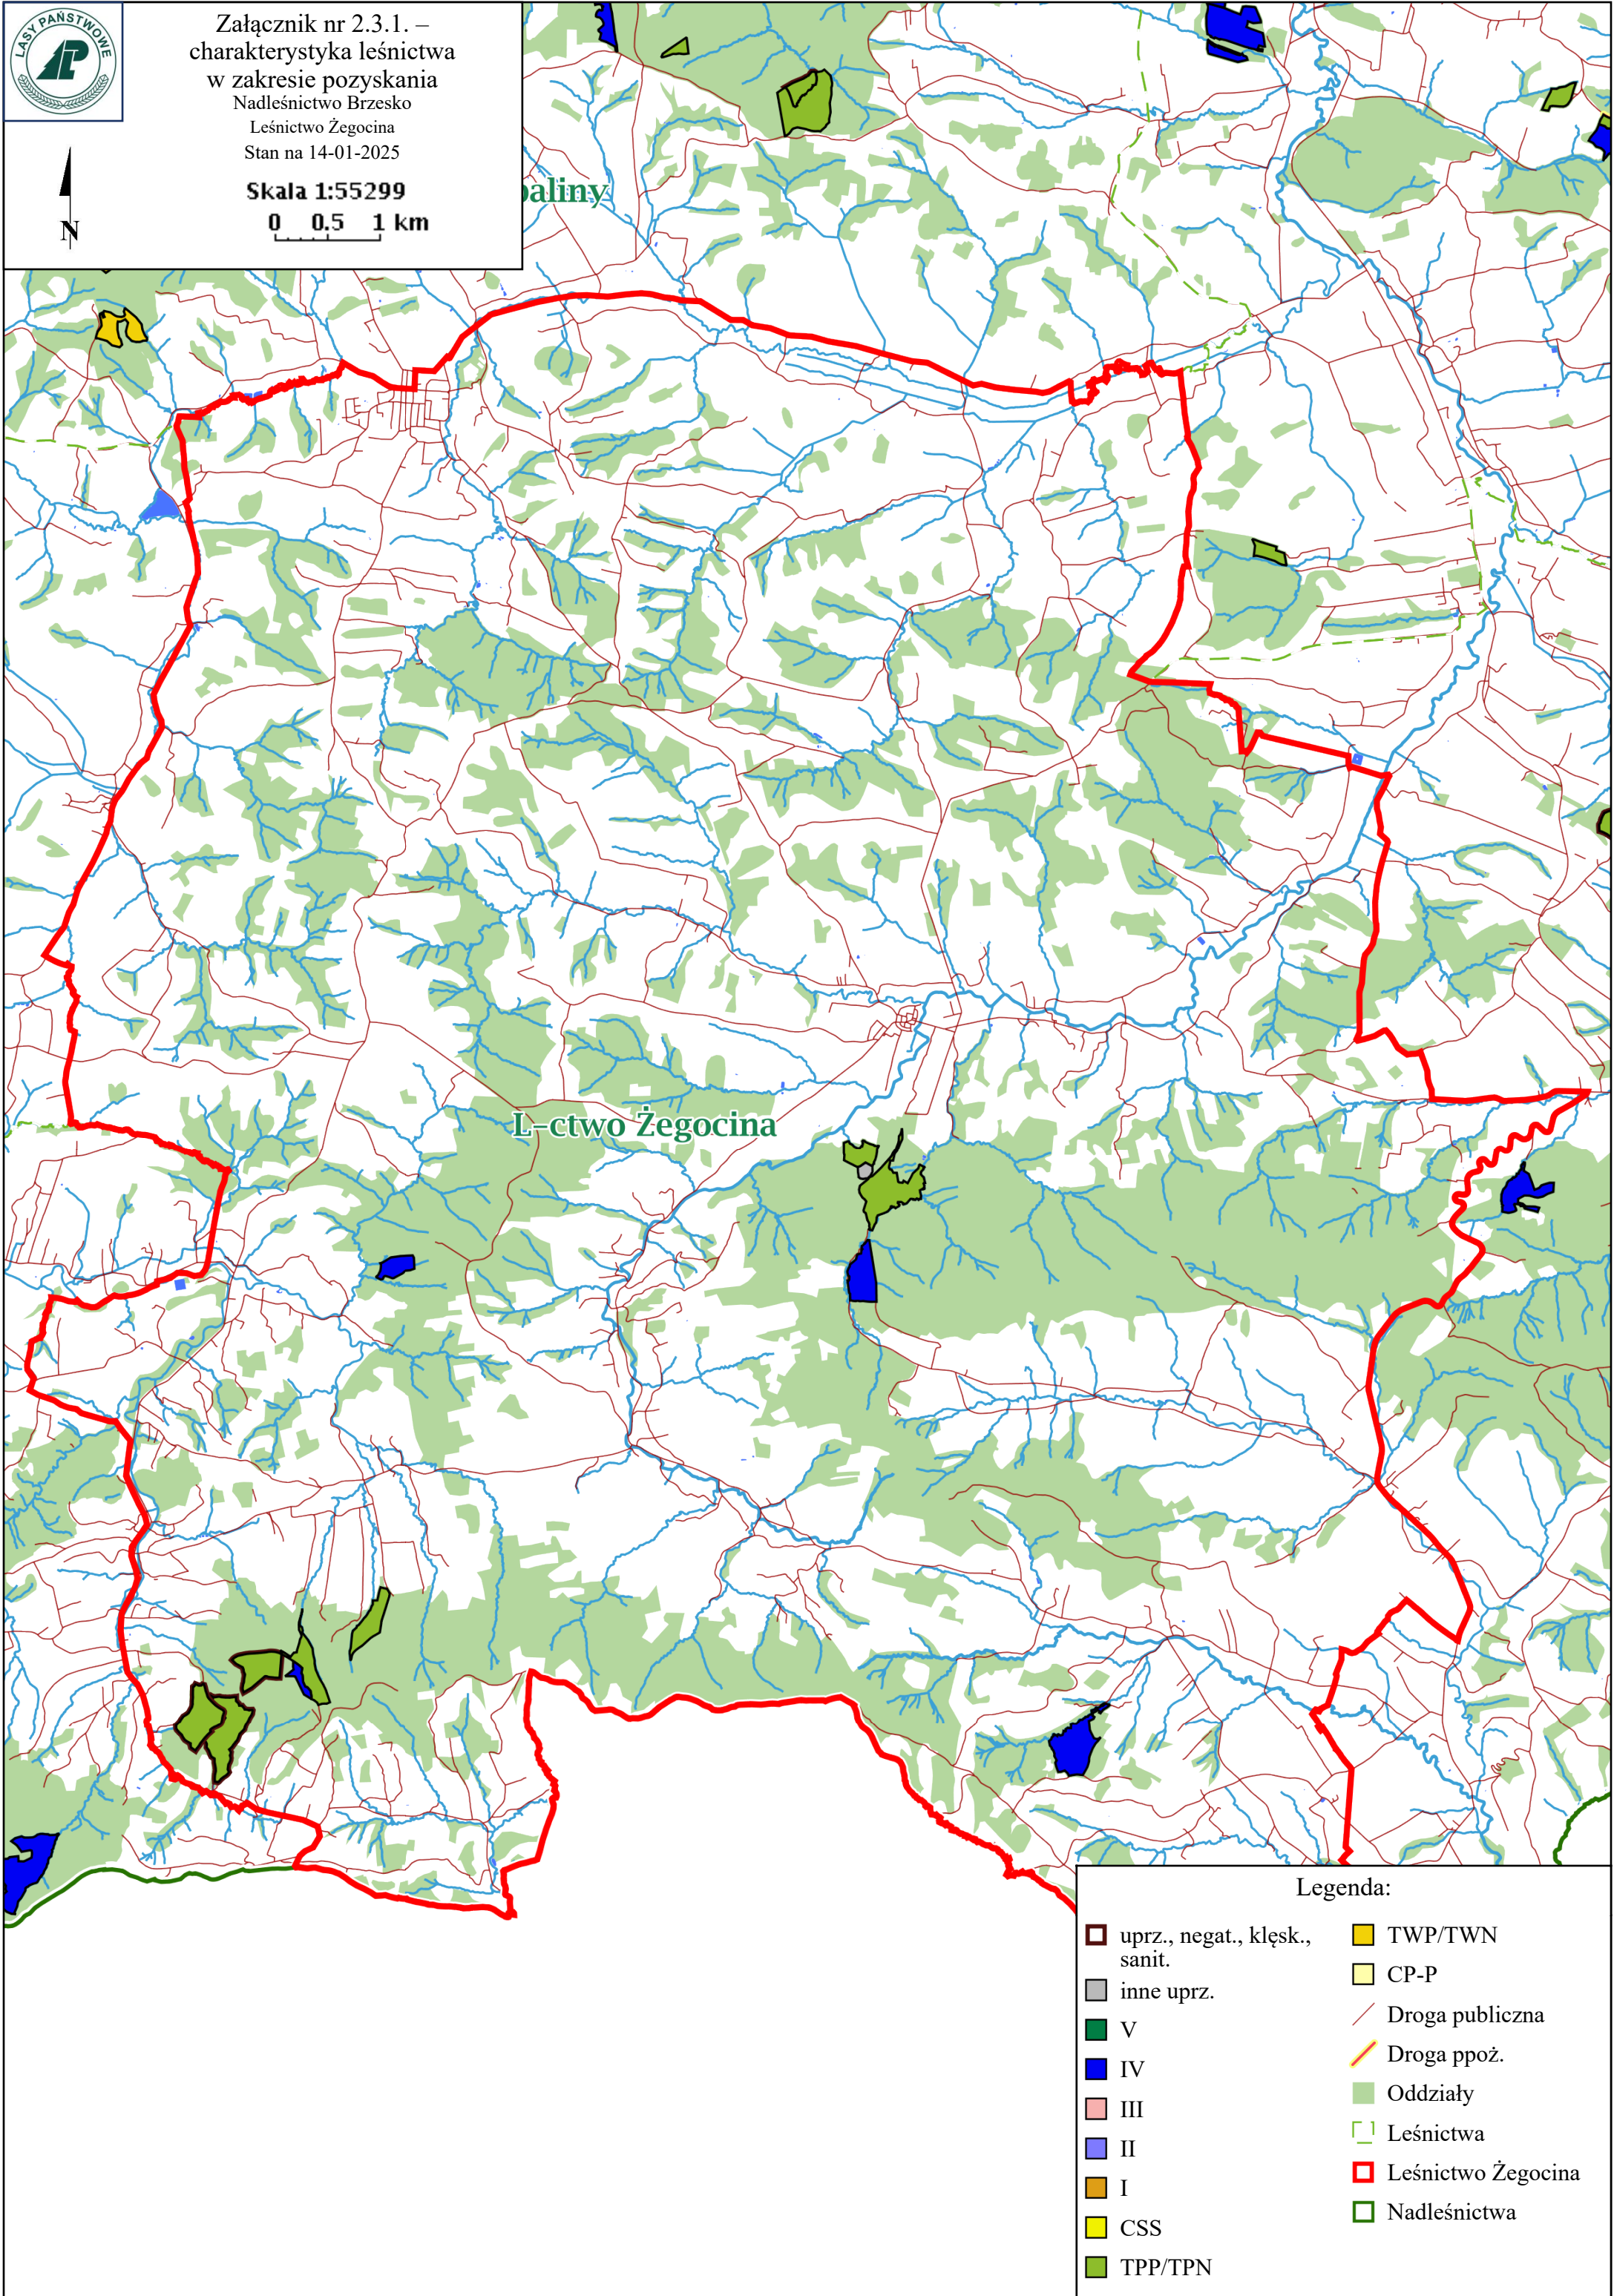 LASY PAŃSTWOWE
Załącznik nr 2.3.1. –
charakterystyka leśnictwa
w zakresie pozyskania
Nadleśnictwo Brzesko
Leśnictwo Żegocina
Stan na 14-01-2025
Skala 1:55299
0 0.5 1 km
N
paliny
L-ctwo Żegocina
Legenda:
uprz., negat., klęsk.,
sanit.
inne uprz.
V
IV
III
II
I
CSS
TPP/TPN
TWP/TWN
CP-P
Droga publiczna
Droga ppoż.
Oddziały
Leśnictwa
Leśnictwo Żegocina
Nadleśnictwa